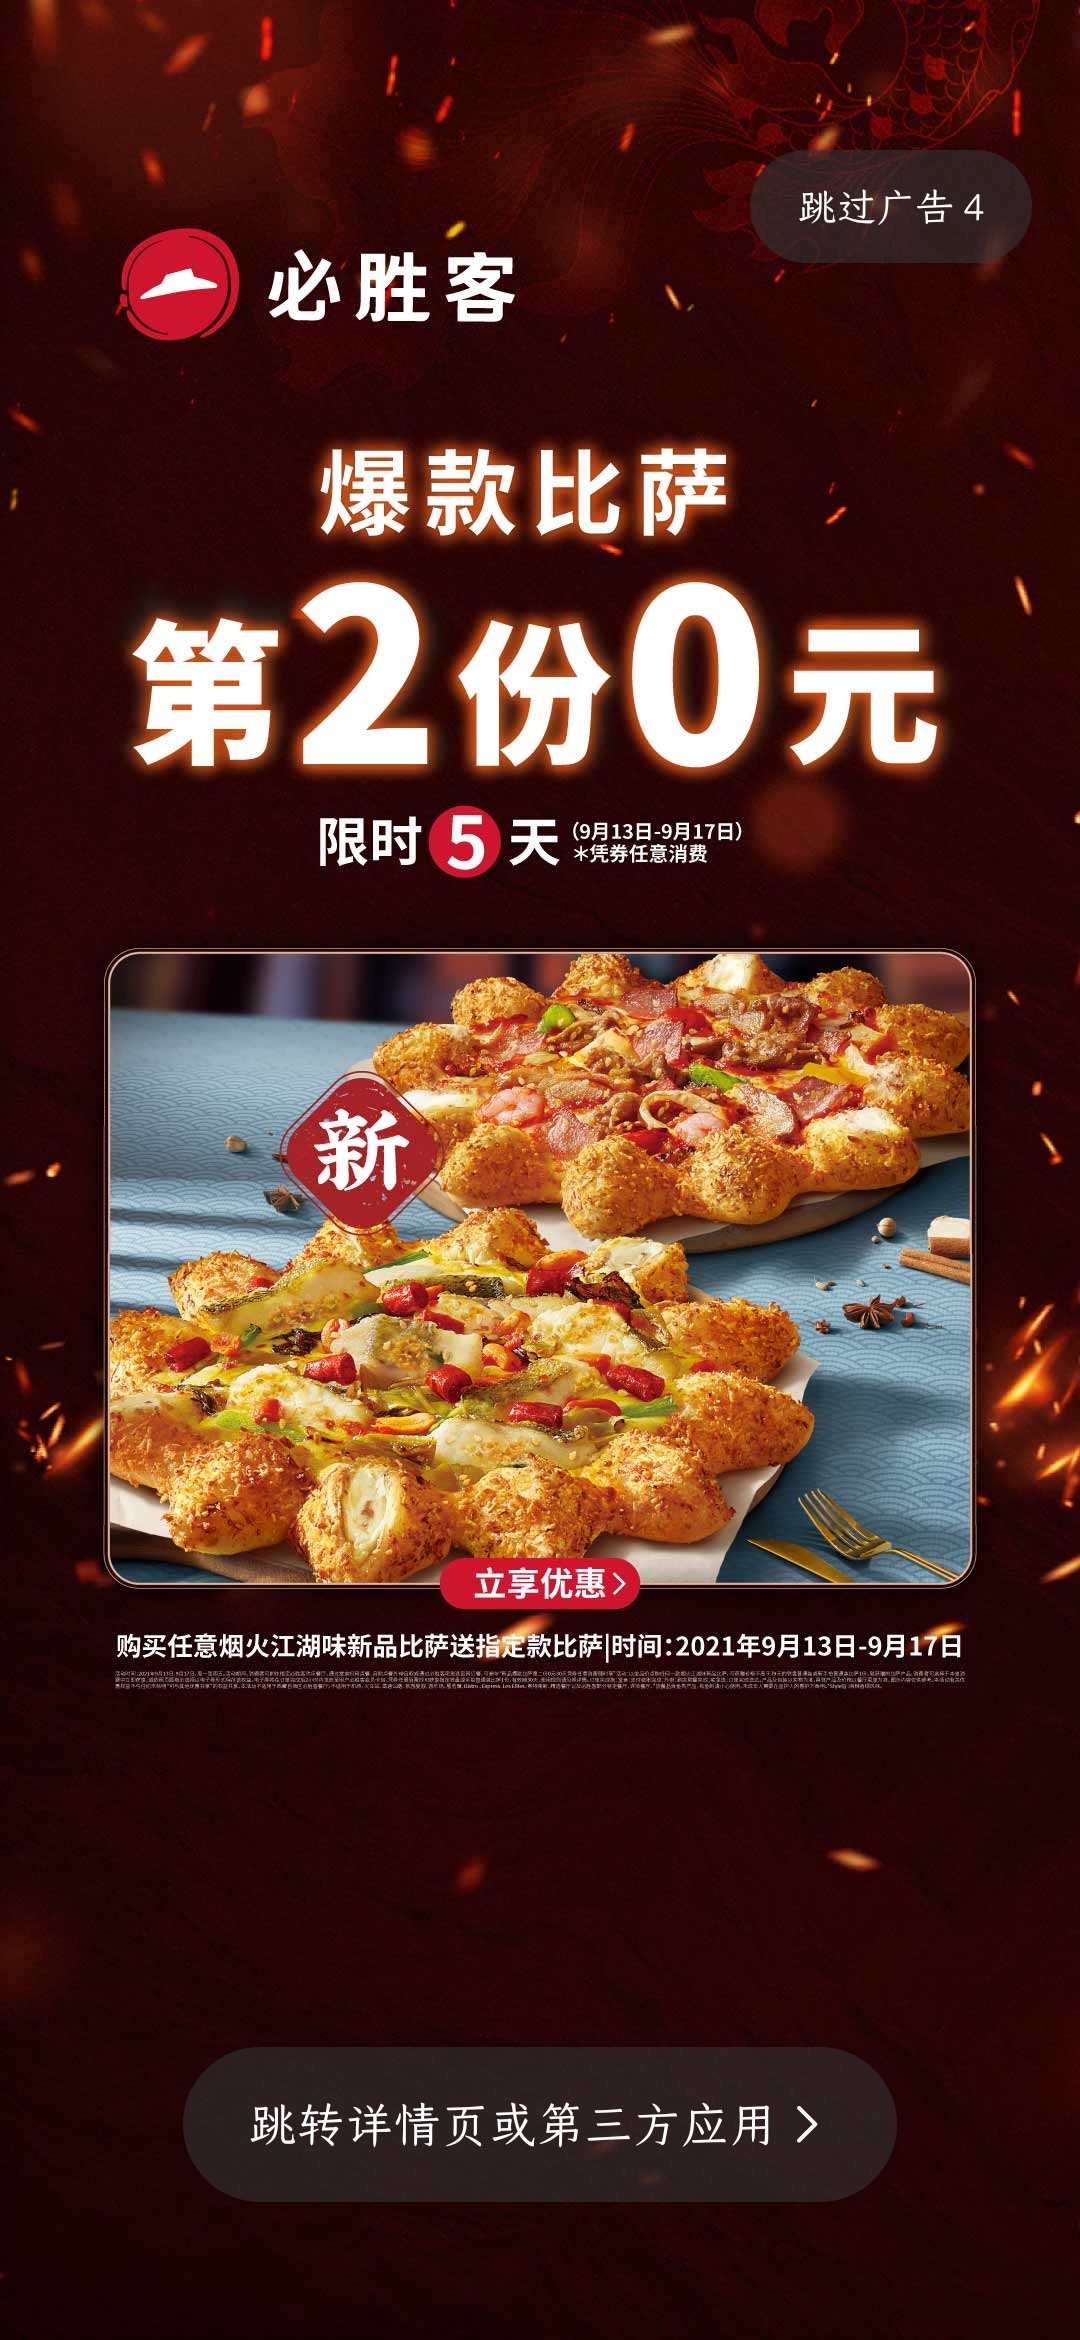 跳过广告 4
必胜客
爆款比萨
第2份0元
限时5天
(9月13日-9月17日)
*凭券任意消费
新
立享优惠>
购买任意烟火江湖味新品比萨送指定款比萨|时间:2021年9月13日-9月17日
跳转详情页或第三方应用 >